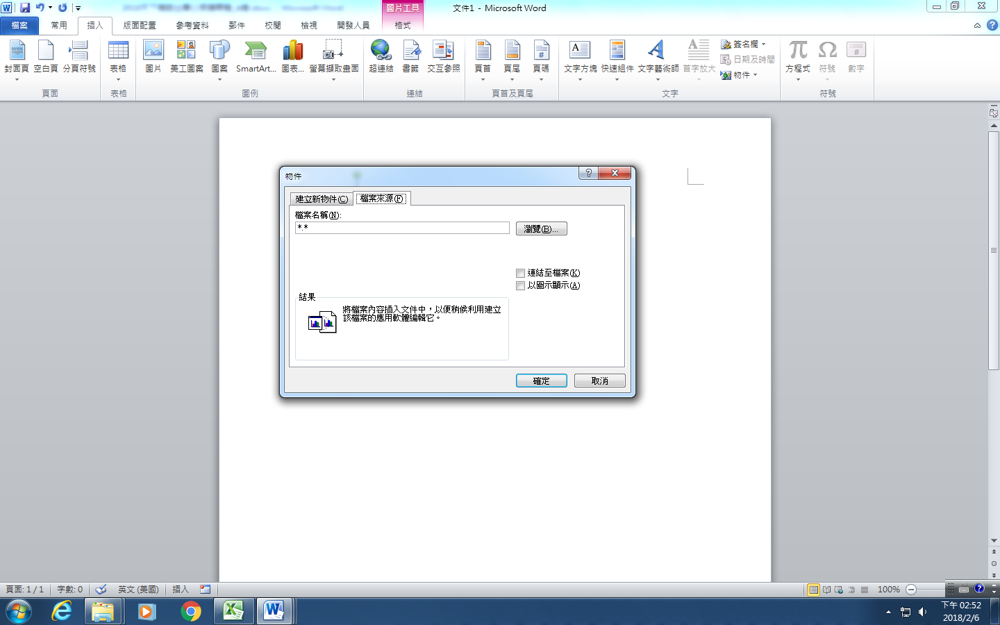 圖片工具
文件1 - Microsoft Word
檔案 常用 插入 版面配置 參考資料 郵件 校閱 檢視 開發人員 格式
封面頁 空白頁 分頁符號 表格 圖片 美工圖案 圖案 SmartArt... 圖表... 螢幕擷取畫面 超連結 書籤 交互參照 頁首 頁尾 頁碼 文字方塊 快速組件 文字藝術師 首字放大
簽名欄
日期及時間
物件
方程式 符號 數字
頁面 表格 圖例 連結 頁首及頁尾 文字 符號
物件
建立新物件(C) 檔案來源(F)
檔案名稱(N):
*.*
瀏覽(B)...
連結至檔案(K)
以圖示顯示(A)
結果
將檔案內容插入文件中，以便稍候利用建立
該檔案的應用軟體編輯它。
確定 取消
頁面: 1 / 1 字數: 0 英文 (美國) 插入 100%
下午 02:52
2018/2/6